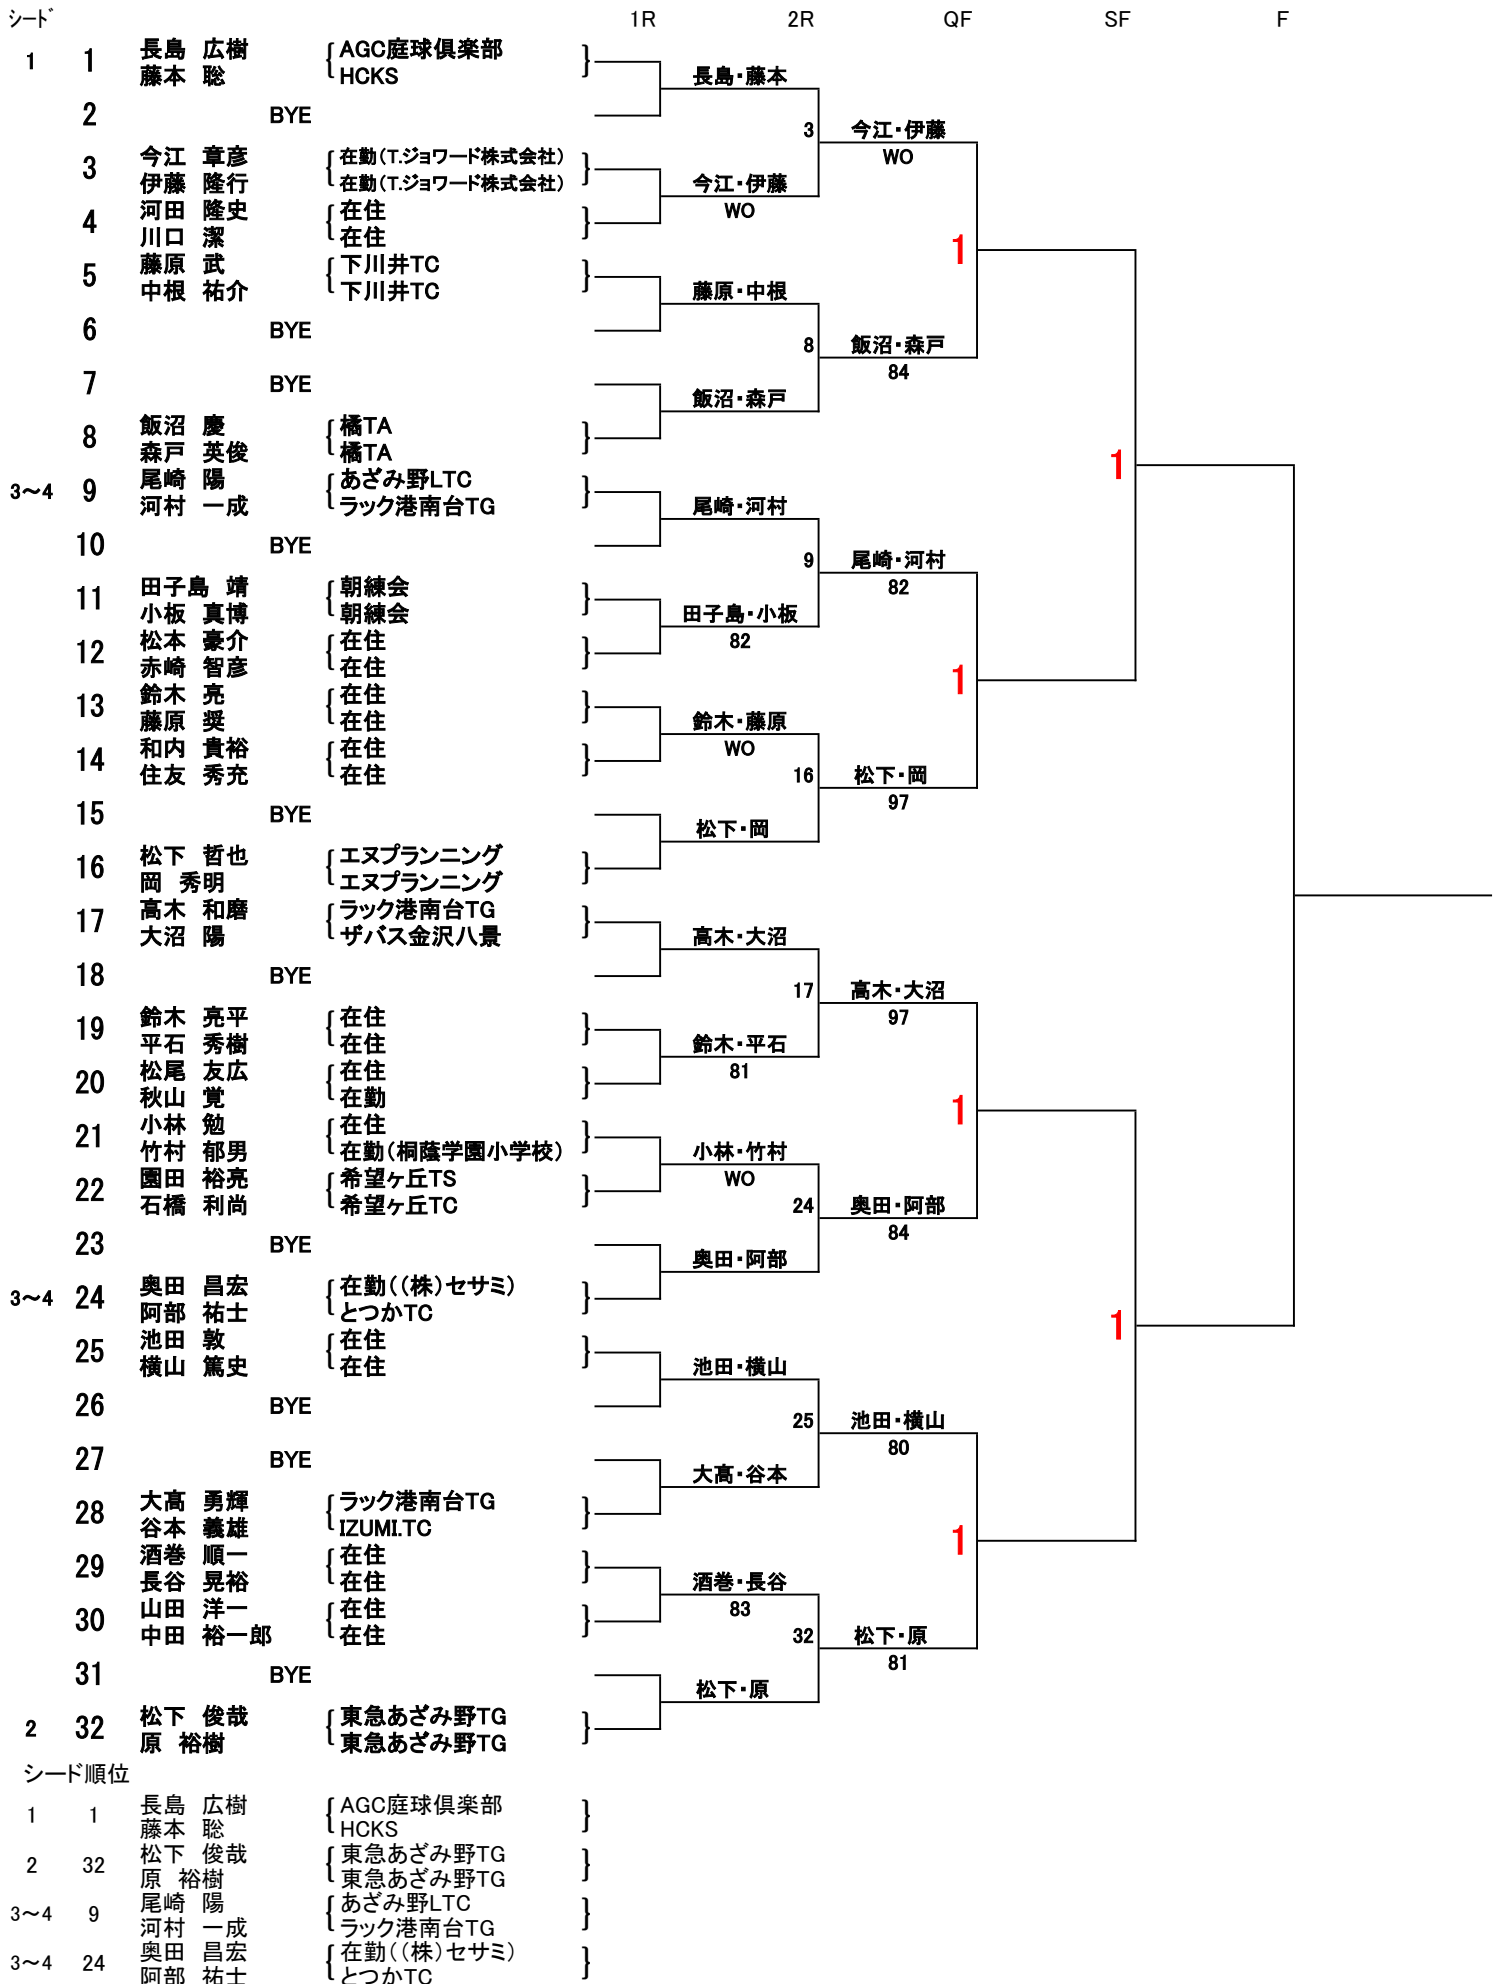 シード 1R 2R QF SF F
1 1 長島 広樹 AGC庭球倶楽部
藤本 聡 HCKS
長島・藤本
2 BYE
3 今江・伊藤
WO
3 今江 章彦 在勤(T.ジョワード株式会社)
伊藤 隆行 在勤(T.ジョワード株式会社)
今江・伊藤
WO
4 河田 隆史 在住
川口 潔 在住
1
5 藤原 武 下川井TC
中根 祐介 下川井TC
藤原・中根
6 BYE
8 飯沼・森戸
84
7 BYE
飯沼・森戸
8 飯沼 慶 橘TA
森戸 英俊 橘TA
1
3~4 9 尾崎 陽 あざみ野LTC
河村 一成 ラック港南台TG
尾崎・河村
10 BYE
9 尾崎・河村
82
11 田子島 靖 朝練会
小板 真博 朝練会
田子島・小板
82
12 松本 豪介 在住
赤崎 智彦 在住
1
13 鈴木 亮 在住
藤原 奨 在住
鈴木・藤原
WO
14 和内 貴裕 在住
住友 秀充 在住
16 松下・岡
97
15 BYE
松下・岡
16 松下 哲也 エヌプランニング
岡 秀明 エヌプランニング
17 高木 和磨 ラック港南台TG
大沼 陽 ザバス金沢八景
高木・大沼
18 BYE
17 高木・大沼
97
19 鈴木 亮平 在住
平石 秀樹 在住
鈴木・平石
81
20 松尾 友広 在住
秋山 覚 在勤
1
21 小林 勉 在住
竹村 郁男 在勤(桐蔭学園小学校)
小林・竹村
WO
22 園田 裕亮 希望ヶ丘TS
石橋 利尚 希望ヶ丘TC
24 奥田・阿部
84
23 BYE
奥田・阿部
3~4 24 奥田 昌宏 在勤((株)セサミ)
阿部 祐士 とつかTC
1
25 池田 敦 在住
横山 篤史 在住
池田・横山
26 BYE
25 池田・横山
80
27 BYE
大高・谷本
28 大高 勇輝 ラック港南台TG
谷本 義雄 IZUMI.TC
1
29 酒巻 順一 在住
長谷 晃裕 在住
酒巻・長谷
83
30 山田 洋一 在住
中田 裕一郎 在住
32 松下・原
81
31 BYE
松下・原
2 32 松下 俊哉 東急あざみ野TG
原 裕樹 東急あざみ野TG
シード順位
1 1 長島 広樹 AGC庭球倶楽部
藤本 聡 HCKS
2 32 松下 俊哉 東急あざみ野TG
原 裕樹 東急あざみ野TG
3~4 9 尾崎 陽 あざみ野LTC
河村 一成 ラック港南台TG
3~4 24 奥田 昌宏 在勤((株)セサミ)
阿部 祐士 とつかTC